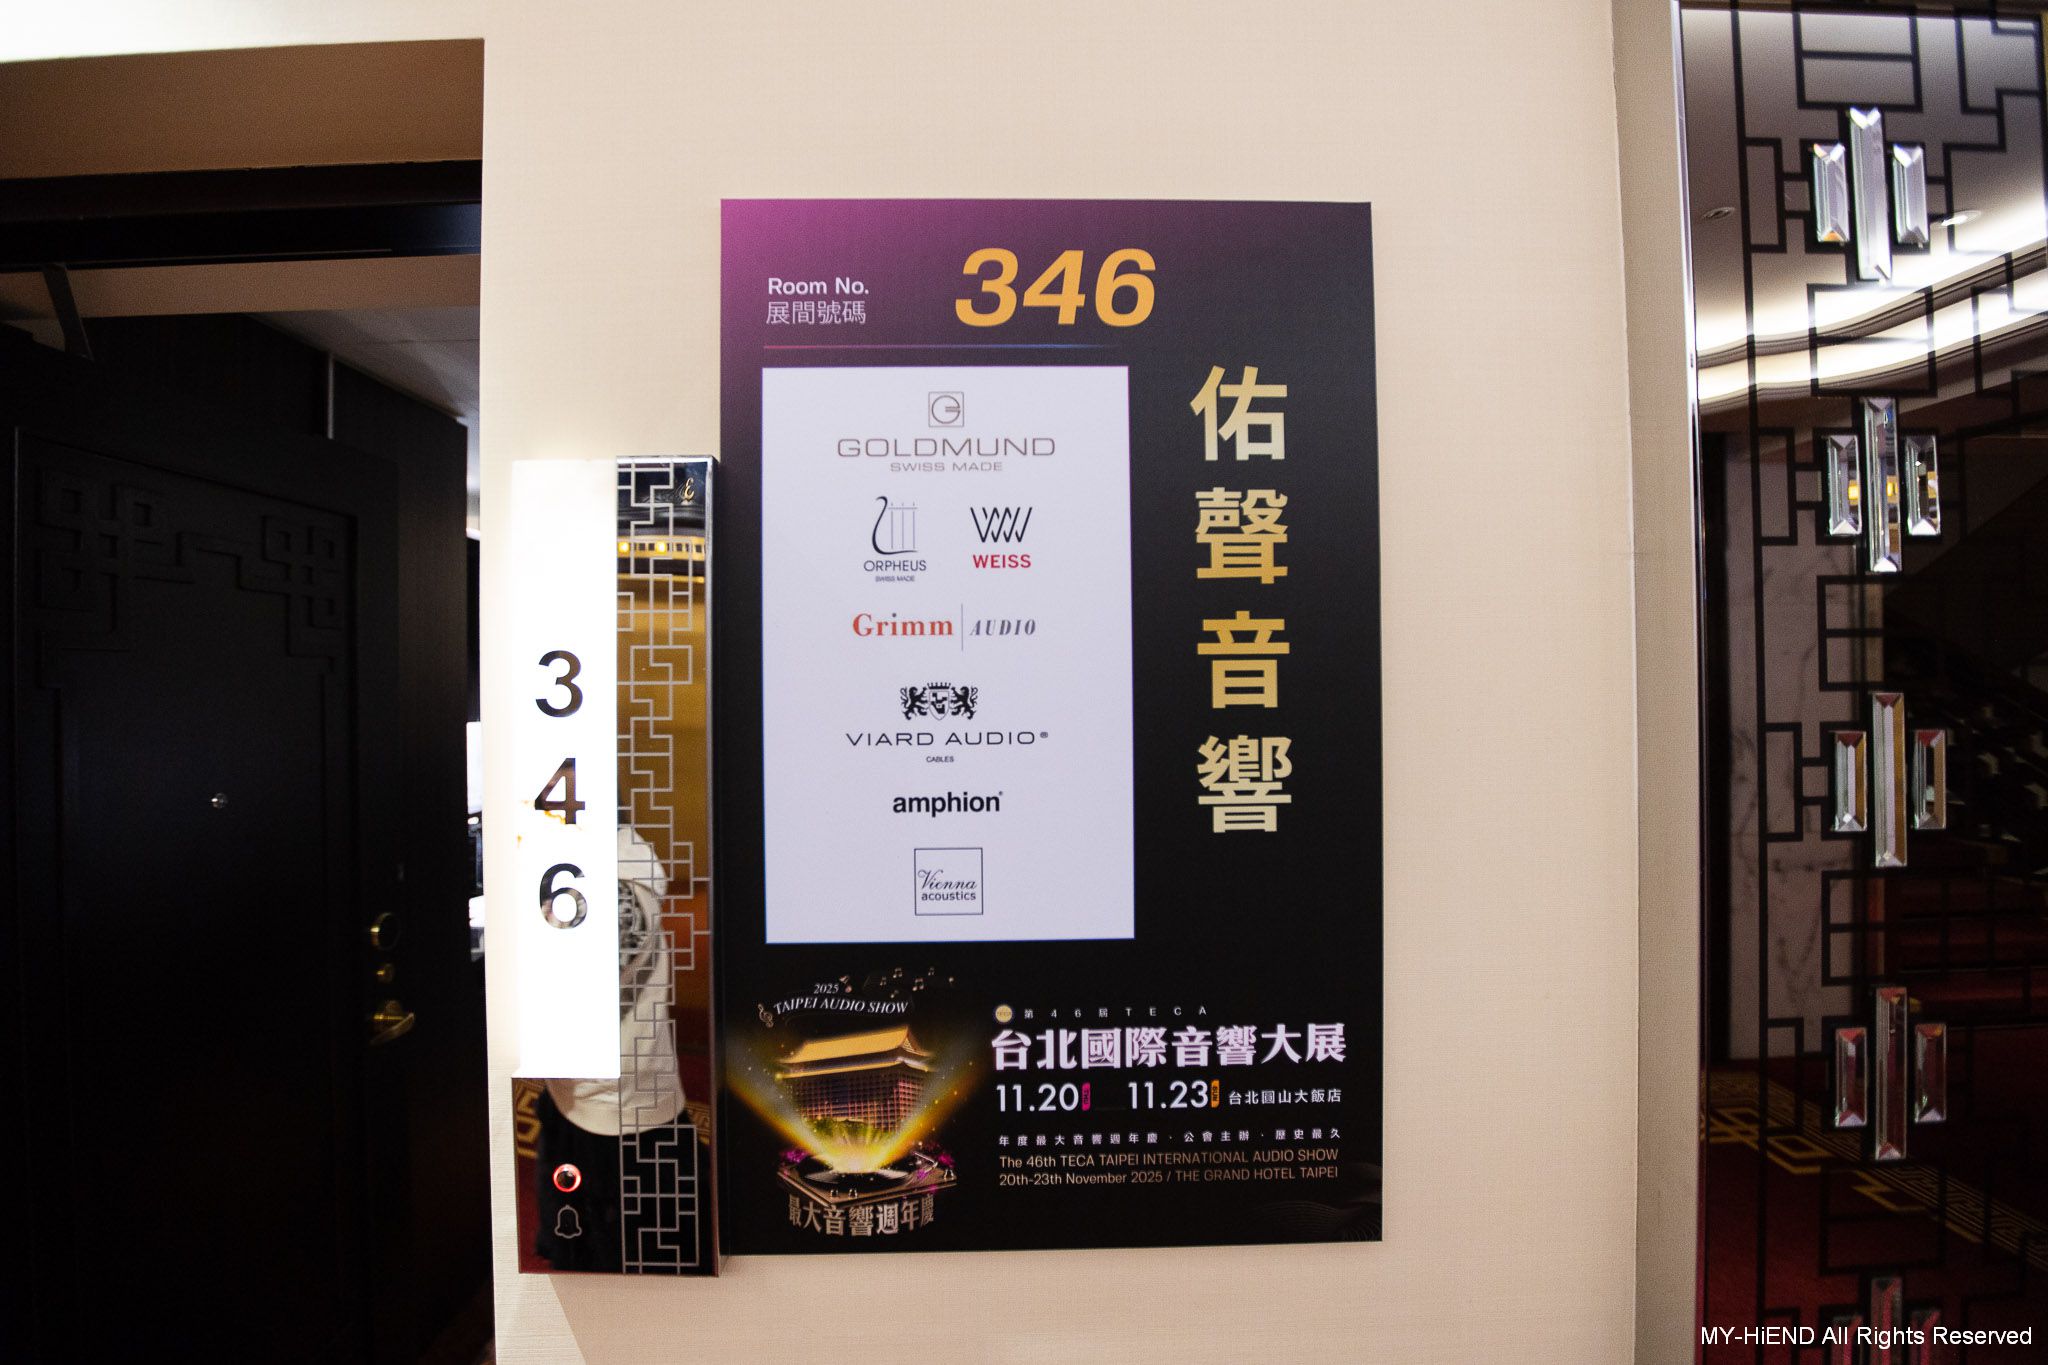 Room No.
展間號碼
346
GOLDMUND
SWISS MADE
ORPHEUS
SWISS MADE
WEISS
Grimm AUDIO
VIARD AUDIO®
CABLES
amphion®
Vienna
acoustics
佑聲音響
3
4
6
2025
TAIPEI AUDIO SHOW
最大音響週年慶
第46屆TECA
台北國際音響大展
11.20 11.23 台北圓山大飯店
年度最大音響週年慶·公會主辦·歷史最久
The 46th TECA TAIPEI INTERNATIONAL AUDIO SHOW
20th-23th November 2025 / THE GRAND HOTEL TAIPEI
MY-HiEND All Rights Reserved